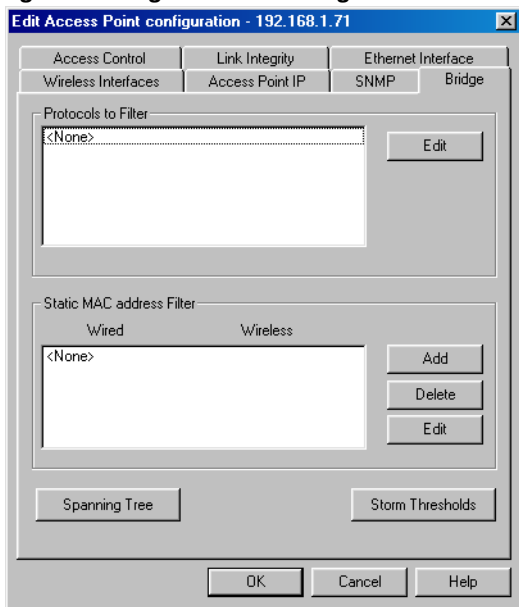 Edit Access Point configuration - 192.168.1.71
Access Control Link Integrity Ethernet Interface
Wireless Interfaces Access Point IP SNMP Bridge
Protocols to Filter
<None>
Edit
Static MAC address Filter
Wired Wireless
<None>
Add
Delete
Edit
Spanning Tree Storm Thresholds
OK Cancel Help